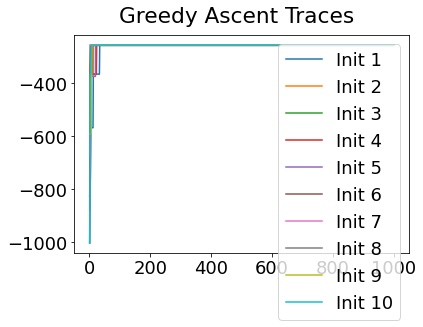 Greedy Ascent Traces
−400
−600
−800
−1000
0
200
400
600
800
1000
Init 1
Init 2
Init 3
Init 4
Init 5
Init 6
Init 7
Init 8
Init 9
Init 10